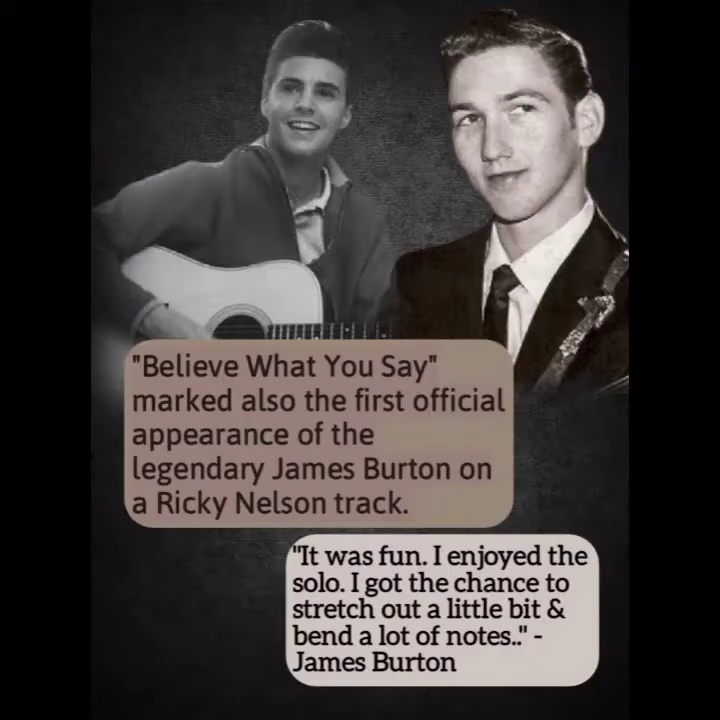 "Believe What You Say"
marked also the first official
appearance of the
legendary James Burton on
a Ricky Nelson track.
"It was fun. I enjoyed the
solo. I got the chance to
stretch out a little bit &
bend a lot of notes.." -
James Burton